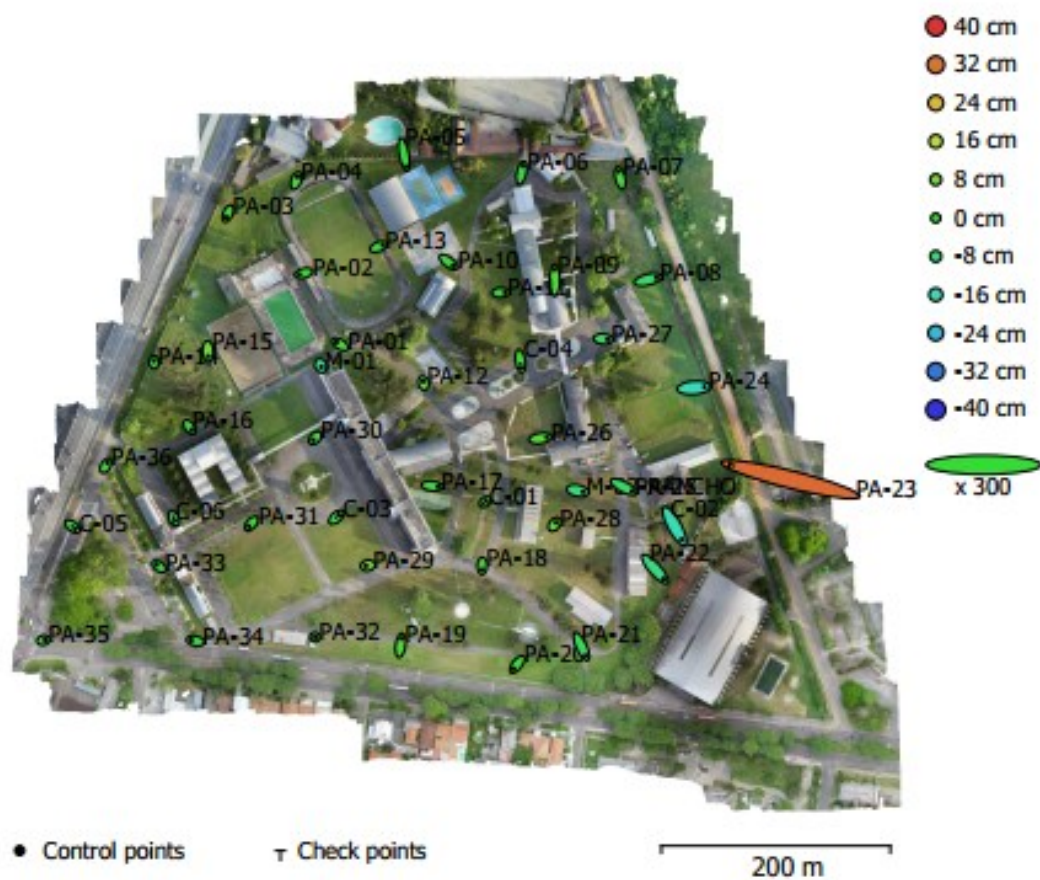 40 cm
32 cm
24 cm
16 cm
8 cm
0 cm
-8 cm
-16 cm
-24 cm
-32 cm
-40 cm
x 300
PA-05
PA-06
PA-07
PA-04
PA-03
PA-13
PA-10
PA-09
PA-08
PA-02
PA-27
PA-15
PA-01
PA-14
M-01
C-04
PA-12
PA-24
PA-16
PA-30
PA-26
PA-36
PA-17
PA-23
C-01
C-02
C-05
C-06
PA-31
C-03
PA-28
PA-33
PA-29
PA-18
PA-22
PA-35
PA-34
PA-32
PA-19
PA-20
PA-21
Control points
Check points
200 m